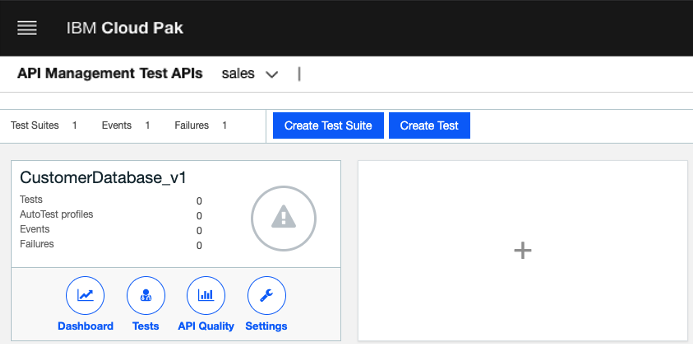 IBM Cloud Pak
API Management Test APIs sales
Test Suites 1 Events 1 Failures 1 Create Test Suite Create Test
CustomerDatabase_v1
Tests 0
AutoTest profiles 0
Events 0
Failures 0
Dashboard Tests API Quality Settings